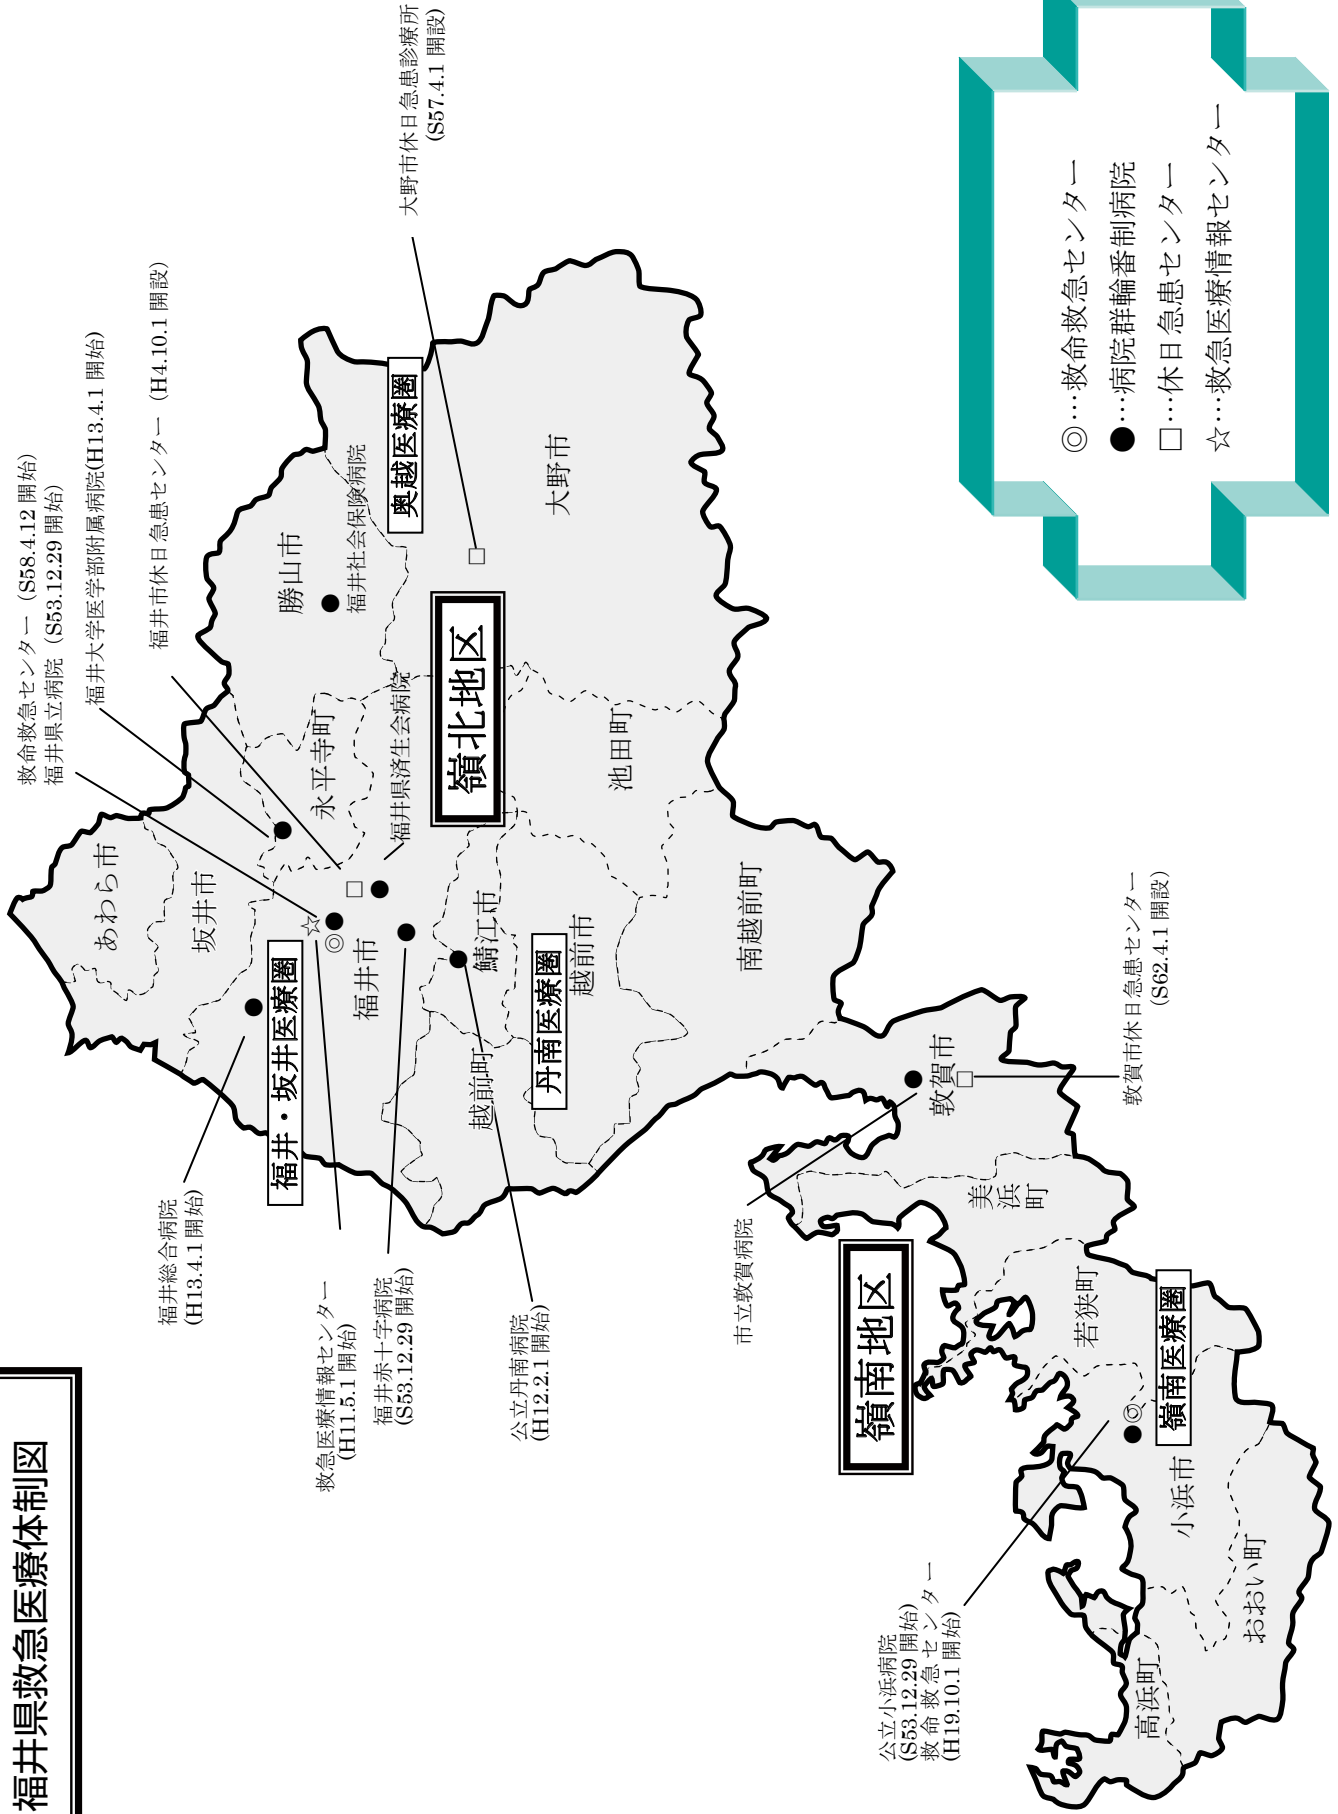 福井県救急医療体制図
救命救急センター（S58.4.12 開始）
福井県立病院（S53.12.29 開始）
福井大学医学部附属病院(H13.4.1 開始)
福井市休日急患センター（H4.10.1 開設）
大野市休日急患診療所
(S57.4.1 開設)
あわら市
坂井市
永平寺町
勝山市
福井社会保険病院
奥越医療圏
大野市
福井総合病院
(H13.4.1 開始)
福井・坂井医療圏
福井市
福井県済生会病院
嶺北地区
救急医療情報センター
(H11.5.1 開始)
福井赤十字病院
(S53.12.29 開始)
公立丹南病院
(H12.2.1 開始)
鯖江市
越前町
丹南医療圏
越前市
池田町
南越前町
市立敦賀病院
敦賀市
敦賀市休日急患センター
(S62.4.1 開設)
美浜町
嶺南地区
若狭町
嶺南医療圏
小浜市
おおい町
高浜町
公立小浜病院
(S53.12.29 開始)
救命救急センター
(H19.10.1 開始)
◎…救命救急センター
●…病院群輪番制病院
□…休日急患センター
☆…救急医療情報センター